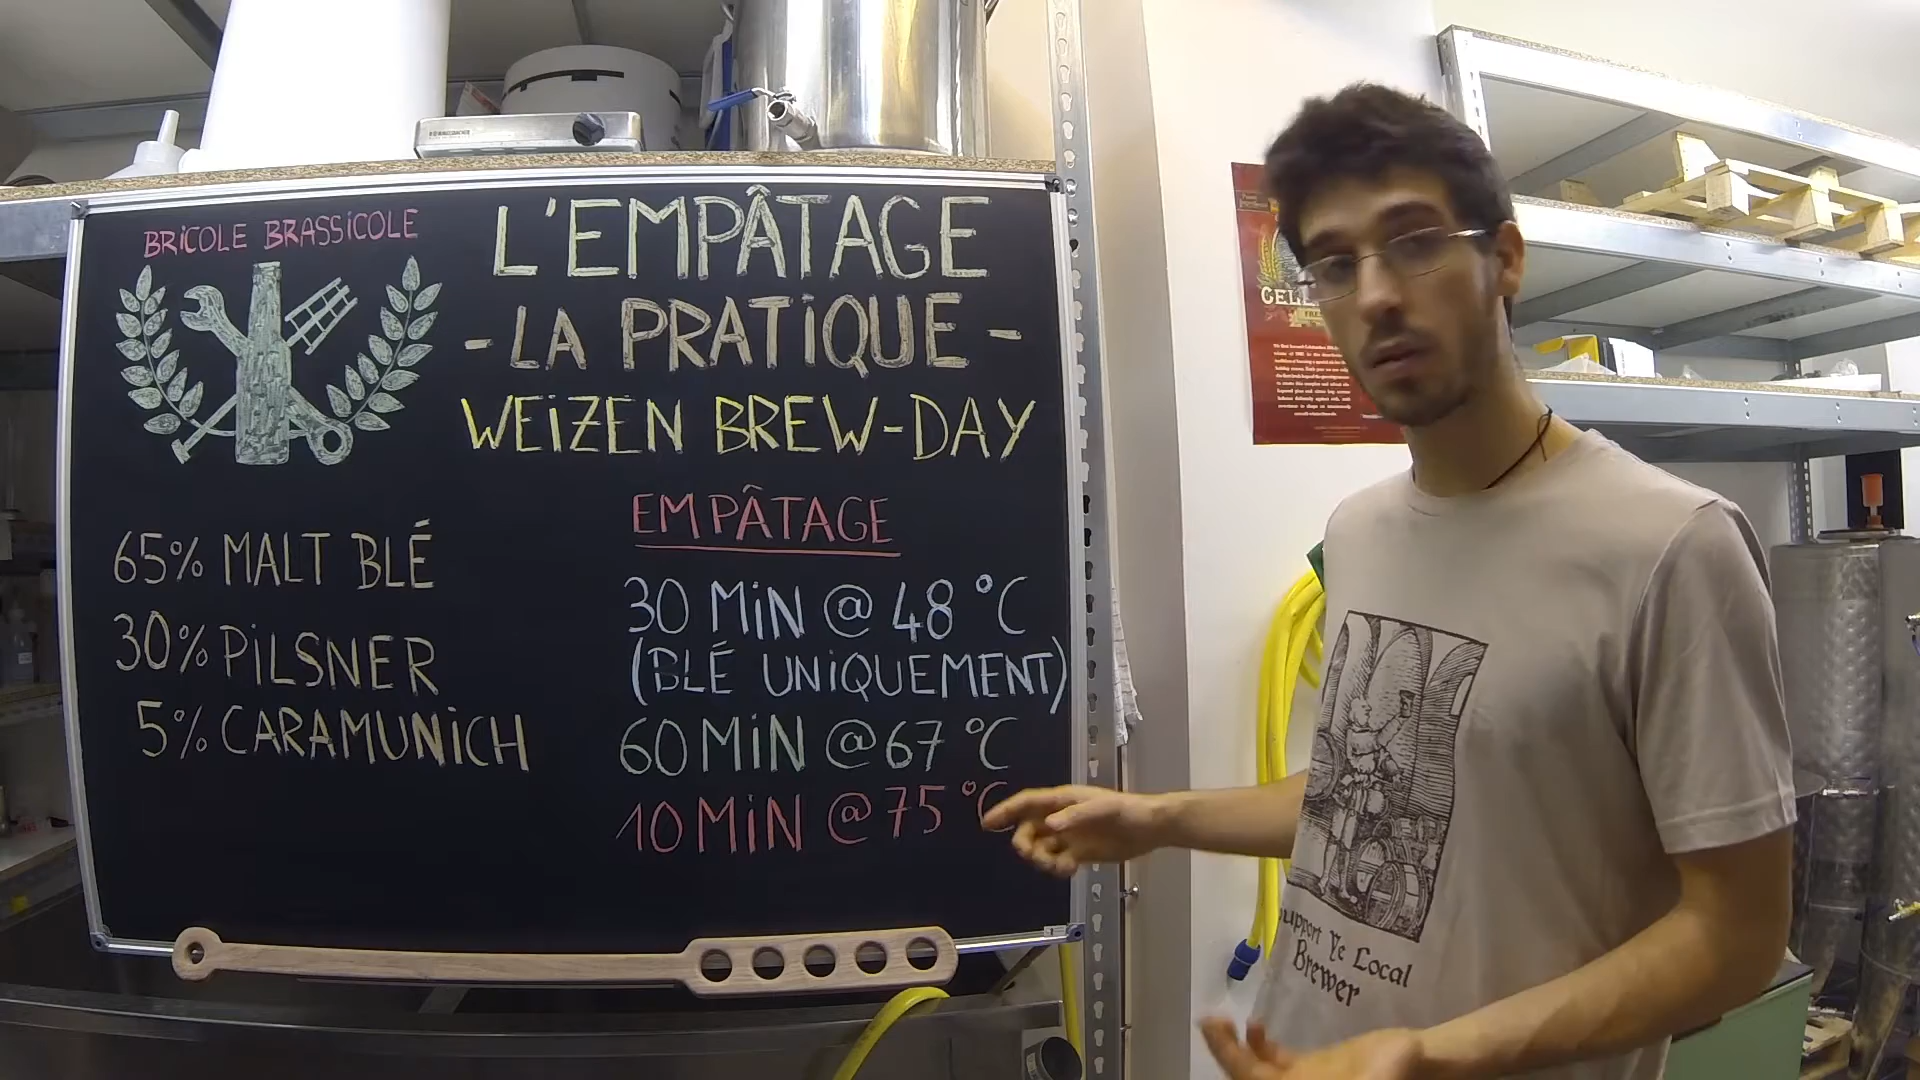 BRICOLE BRASSICOLE
L'EMPÂTAGE
- LA PRATIQUE -
WEIZEN BREW-DAY
65% MALT BLÉ
30% PILSNER
5% CARAMUNICH
EMPÂTAGE
30 MIN @ 48 °C
(BLÉ UNIQUEMENT)
60 MIN @ 67 °C
10 MIN @ 75 °C
Support Ye Local
Brewer